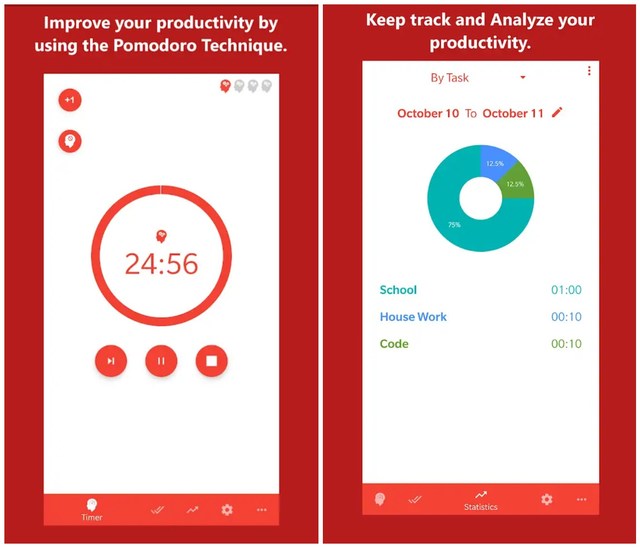 Improve your productivity by
using the Pomodoro Technique.
+1
24:56
Timer
Keep track and Analyze your
productivity.
By Task
October 10 To October 11
12.5%
12.5%
75%
School 01:00
House Work 00:10
Code 00:10
Statistics